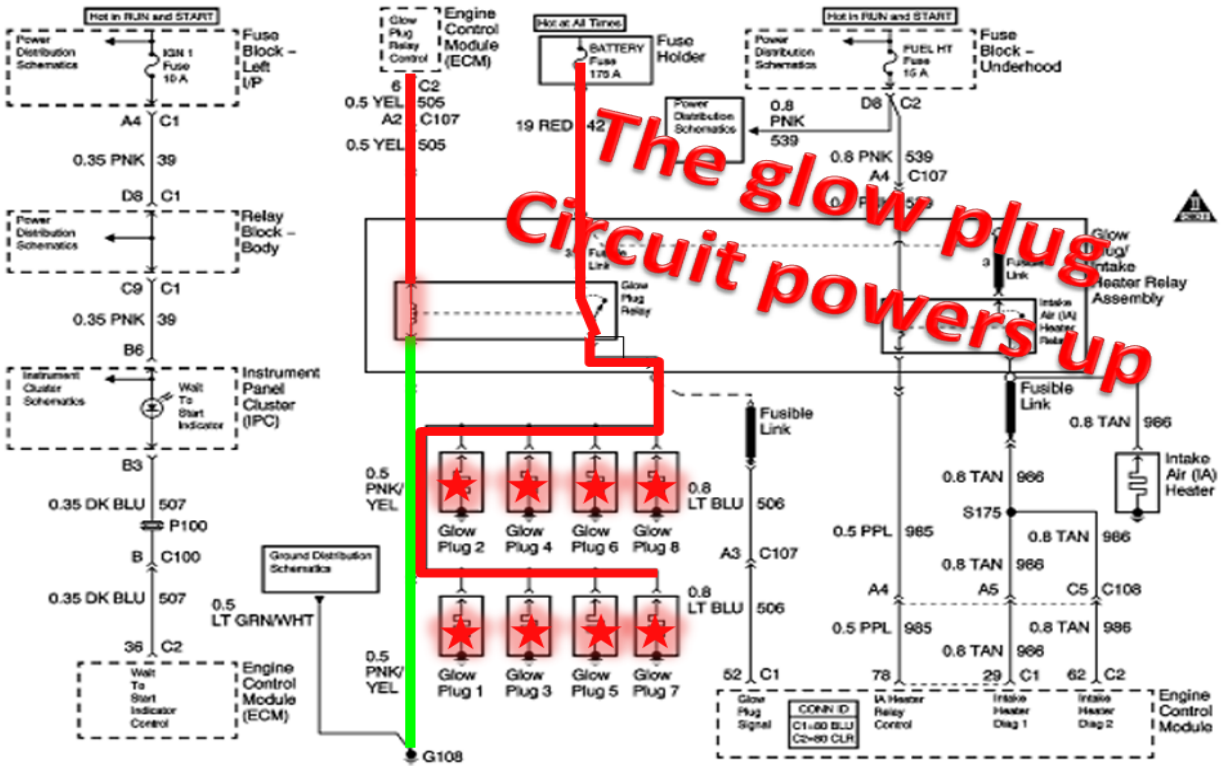 Hot in RUN and START
Power
Distribution
Schematics
IGN 1
Fuse
10 A
Fuse
Block –
Left
I/P
A4 C1
0.35 PNK 39
D8 C1
Power
Distribution
Schematics
Relay
Block –
Body
C9 C1
0.35 PNK 39
B6
Instrument
Cluster
Schematics
Wait
To
Start
Indicator
Instrument
Panel
Cluster
(IPC)
B3
0.35 DK BLU 507
P100
B C100
0.35 DK BLU 507
36 C2
Wait
To
Start
Indicator
Control
Engine
Control
Module
(ECM)
Glow
Plug
Relay
Control
Engine
Control
Module
(ECM)
6 C2
0.5 YEL 505
A2 C107
0.5 YEL 505
Hot at All Times
BATTERY
Fuse
175 A
Fuse
Holder
19 RED 42
Hot in RUN and START
Power
Distribution
Schematics
FUEL HT
Fuse
15 A
Fuse
Block –
Underhood
D8 C2
Power
Distribution
Schematics
0.8
PNK
539
0.8 PNK 539
A4 C107
The glow plug
Circuit powers up
Link
Glow
Plug
Relay
3
Fusible
Link
Glow
Plug/
Intake
Heater Relay
Assembly
Intake
Air (IA)
Heater
Relay
Fusible
Link
Fusible
Link
0.8 TAN 986
Intake
Air (IA)
Heater
0.5
PNK/
YEL
Glow
Plug 2
Glow
Plug 4
Glow
Plug 6
Glow
Plug 8
0.8
LT BLU 506
A3 C107
0.8
LT BLU 506
52 C1
Ground Distribution
Schematics
0.5
LT GRN/WHT
0.5
PNK/
YEL
Glow
Plug 1
Glow
Plug 3
Glow
Plug 5
Glow
Plug 7
G108
0.5 PPL 985
0.8 TAN 986
S175
0.8 TAN 986
0.8 TAN 986
A4 A5 C5 C108
0.5 PPL 985
0.8 TAN 986
0.8 TAN 986
78 29 C1 62 C2
Glow
Plug
Signal
CONN ID
C1=80 BLU
C2=80 CLR
IA Heater
Relay
Control
Intake
Heater
Diag 1
Intake
Heater
Diag 2
Engine
Control
Module